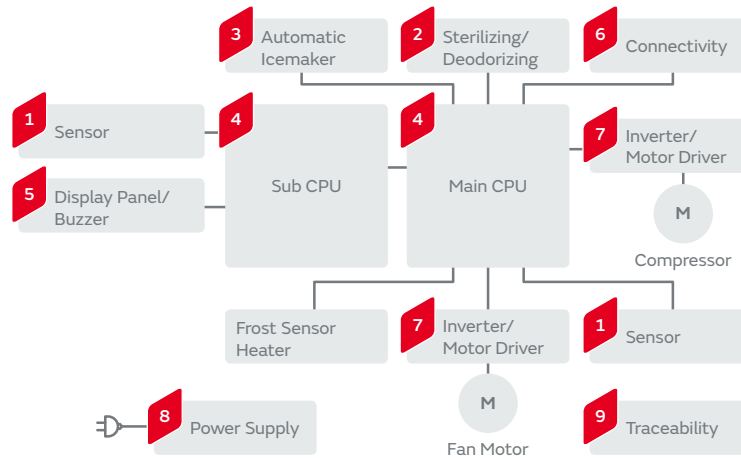 3
Automatic
Icemaker
2
Sterilizing/
Deodorizing
6
Connectivity
1
Sensor
4
Sub CPU
4
Main CPU
7
Inverter/
Motor Driver
M
Compressor
5
Display Panel/
Buzzer
Frost Sensor
Heater
7
Inverter/
Motor Driver
M
Fan Motor
1
Sensor
8
Power Supply
9
Traceability